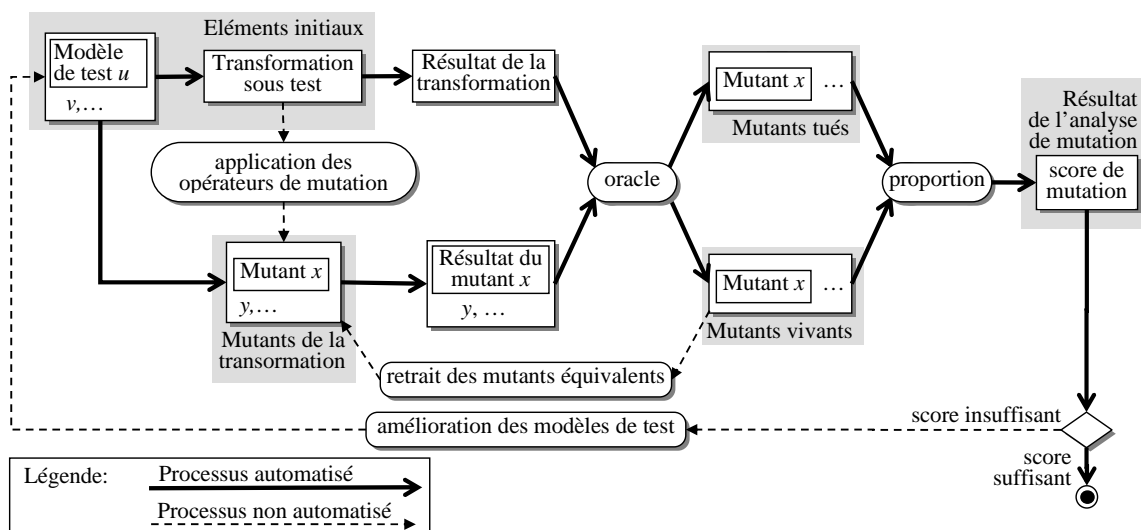 Eléments initiaux
Modèle
de test u
v,…
Transformation
sous test
Résultat de la
transformation
Mutant x …
Mutants tués
Résultat
de l'analyse
de mutation
score de
mutation
application des
opérateurs de mutation
oracle
proportion
Mutant x
y,…
Mutants de la
transormation
Résultat du
mutant x
y, …
Mutant x …
Mutants vivants
retrait des mutants équivalents
amélioration des modèles de test
score insuffisant
score
suffisant
Légende:
Processus automatisé
Processus non automatisé